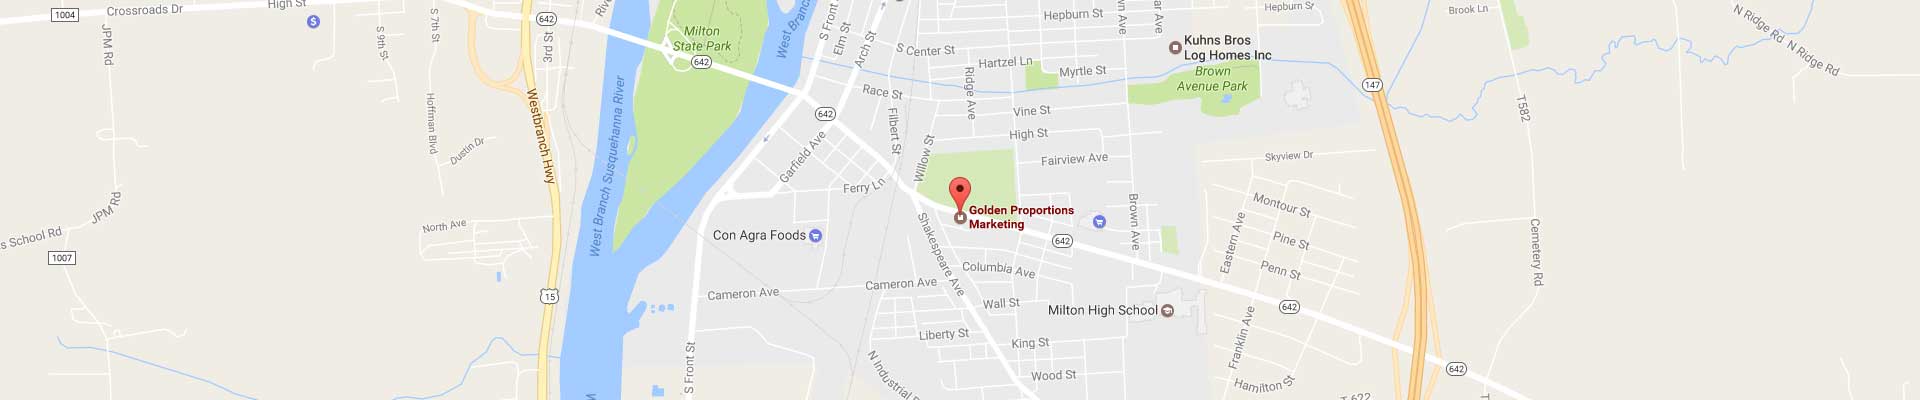 1004
Crossroads Dr
High St
642
S 7th St
S 9th St
JPM Rd
3rd St
Milton
State Park
642
S Front
Elm St
Arch St
S Center St
Hepburn St
Hepburn St
Hartzel Ln
Myrtle St
Kuhns Bros
Log Homes Inc
Brown
Avenue Park
147
Brook Ln
N Ridge Rd
N Ridge Rd
T582
Westbranch Hwy
West Branch Susquehanna River
Hoffman Blvd
Dustin Dr
642
Race St
Ridge Ave
Vine St
High St
Filbert St
Willow St
Garfield Ave
Ferry Ln
Fairview Ave
Skyview Dr
Montour St
JPM Rd
North Ave
1007
15
Con Agra Foods
Golden Proportions
Marketing
642
Brown Ave
Eastern Ave
Pine St
Penn St
Cemetery Rd
Shakespeare Ave
Columbia Ave
Cameron Ave
Cameron Ave
Wall St
Milton High School
642
Liberty St
King St
Wood St
Franklin Ave
Hamilton St
642
S Front St
N Industrial
T 622